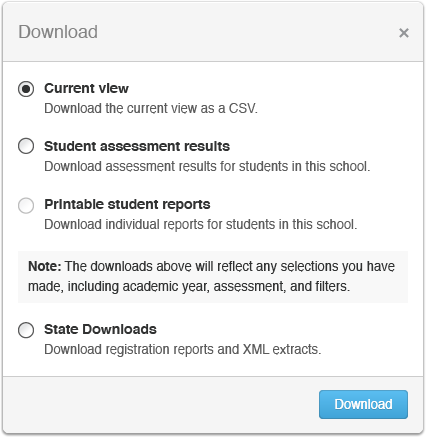 Download
×
Current view
Download the current view as a CSV.
Student assessment results
Download assessment results for students in this school.
Printable student reports
Download individual reports for students in this school.
Note: The downloads above will reflect any selections you have
made, including academic year, assessment, and filters.
State Downloads
Download registration reports and XML extracts.
Download